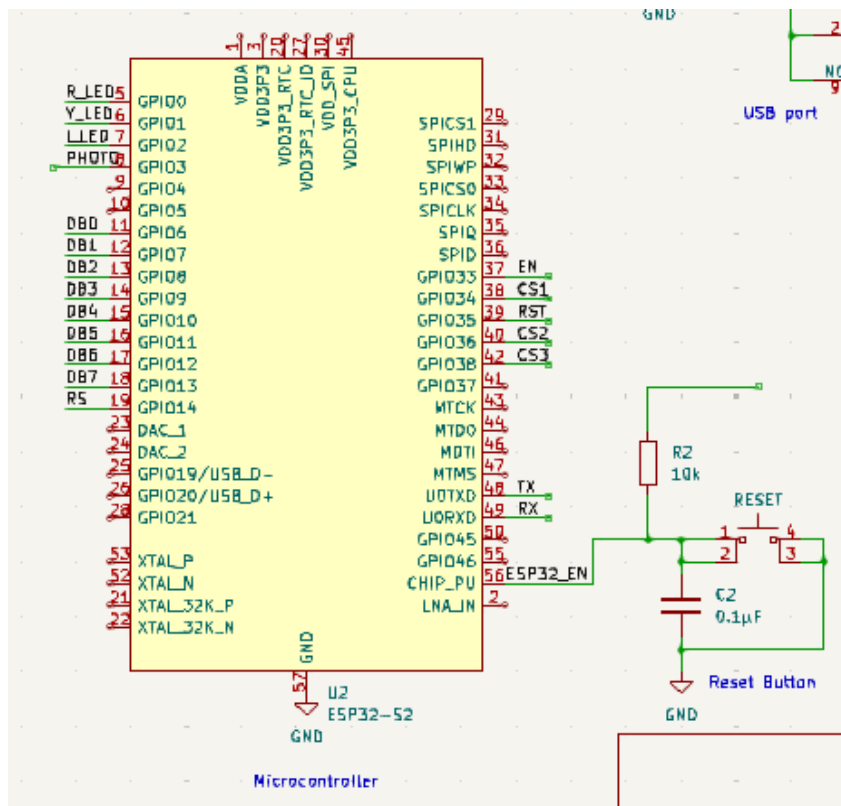 GND
2
NC
9
USB port
1
3
20
27
30
45
VDDA
VDD3P3
VDD3P3_RTC
VDD3P3_RTC_IO
VDD_SPI
VDD3P3_CPU
R_LED 5 GPIO0
Y_LED 6 GPIO1
7 GPIO2
PHOTO 8 GPIO3
9 GPIO4
10 GPIO5
DB0 11 GPIO6
DB1 12 GPIO7
DB2 13 GPIO8
DB3 14 GPIO9
DB4 15 GPIO10
DB5 16 GPIO11
DB6 17 GPIO12
DB7 18 GPIO13
RS 19 GPIO14
23 DAC_1
24 DAC_2
25 GPIO19/USB_D-
26 GPIO20/USB_D+
28 GPIO21
53 XTAL_P
52 XTAL_N
21 XTAL_32K_P
22 XTAL_32K_N
SPICS1 29
SPIHD 31
SPIWP 32
SPICS0 33
SPICLK 34
SPIQ 35
SPID 36
GPIO33 37 EN
GPIO34 38 CS1
GPIO35 39 RST
GPIO36 40 CS2
GPIO38 42 CS3
GPIO37 41
MTCK 43
MTDO 44
MDTI 46
MTMS 47
U0TXD 48 TX
U0RXD 49 RX
GPIO45 50
GPIO46 55
CHIP_PU 56 ESP32_EN
LNA_IN 2
GND
57
U2
ESP32-S2
GND
Microcontroller
R2
10k
RESET
1 4
2 3
C2
0.1µF
Reset Button
GND